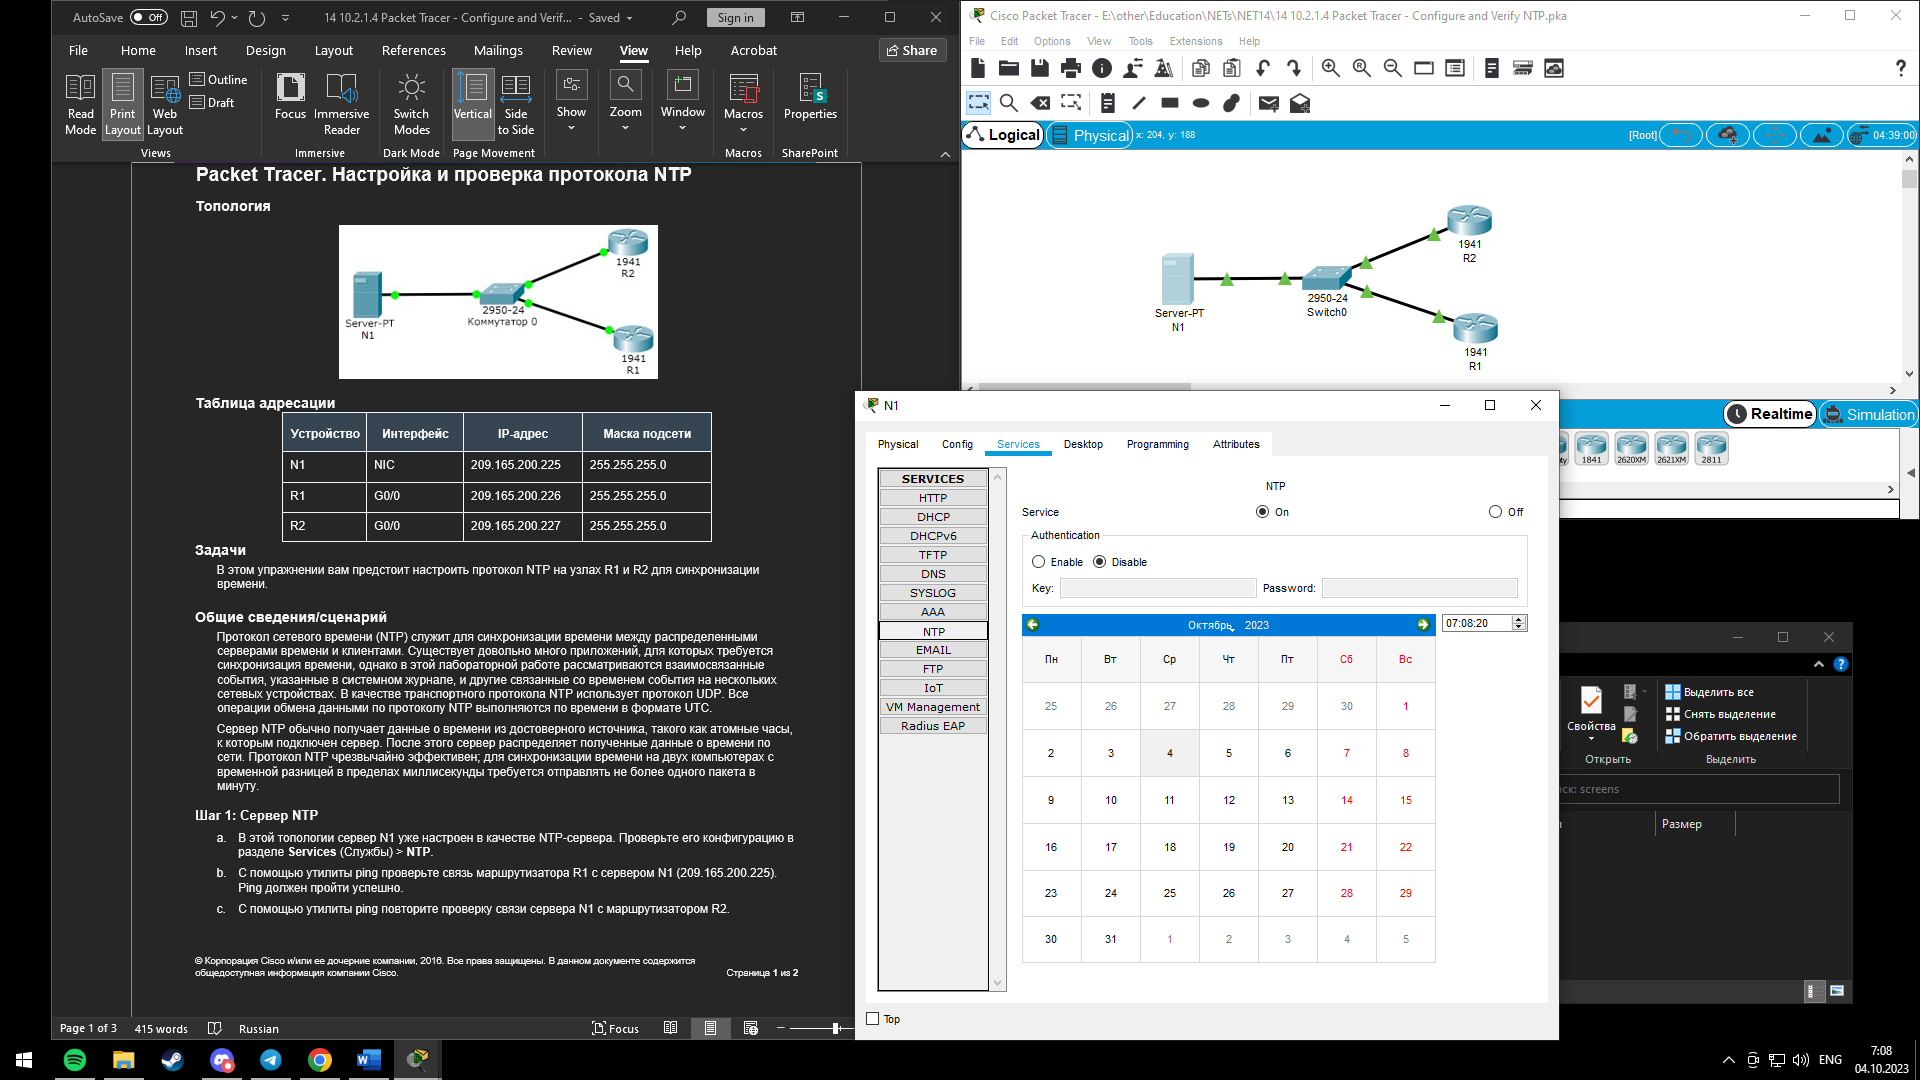 AutoSave Off 14 10.2.1.4 Packet Tracer - Configure and Verif... - Saved Sign in
File Home Insert Design Layout References Mailings Review View Help Acrobat Share
Read Mode
Print Layout
Web Layout
Outline
Draft
Views
Focus
Immersive Reader
Immersive
Switch Modes
Dark Mode
Vertical
Side to Side
Page Movement
Show
Zoom
Window
Macros
Macros
Properties
SharePoint
Packet Tracer. Настройка и проверка протокола NTP
Топология
1941
R2
2950-24
Коммутатор 0
Server-PT
N1
1941
R1
Таблица адресации
Устройство Интерфейс IP-адрес Маска подсети
N1 NIC 209.165.200.225 255.255.255.0
R1 G0/0 209.165.200.226 255.255.255.0
R2 G0/0 209.165.200.227 255.255.255.0
Задачи
В этом упражнении вам предстоит настроить протокол NTP на узлах R1 и R2 для синхронизации
времени.
Общие сведения/сценарий
Протокол сетевого времени (NTP) служит для синхронизации времени между распределенными
серверами времени и клиентами. Существует довольно много приложений, для которых требуется
синхронизация времени, однако в этой лабораторной работе рассматриваются взаимосвязанные
события, указанные в системном журнале, и другие связанные со временем события на нескольких
сетевых устройствах. В качестве транспортного протокола NTP использует протокол UDP. Все
операции обмена данными по протоколу NTP выполняются по времени в формате UTC.
Сервер NTP обычно получает данные о времени из достоверного источника, такого как атомные часы,
к которым подключен сервер. После этого сервер распределяет полученные данные о времени по
сети. Протокол NTP чрезвычайно эффективен; для синхронизации времени на двух компьютерах с
временной разницей в пределах миллисекунды требуется отправлять не более одного пакета в
минуту.
Шаг 1: Сервер NTP
a. В этой топологии сервер N1 уже настроен в качестве NTP-сервера. Проверьте его конфигурацию в
разделе Services (Службы) > NTP.
b. С помощью утилиты ping проверьте связь маршрутизатора R1 с сервером N1 (209.165.200.225).
Ping должен пройти успешно.
c. С помощью утилиты ping повторите проверку связи сервера N1 с маршрутизатором R2.
© Корпорация Cisco и/или ее дочерние компании, 2016. Все права защищены. В данном документе содержится
общедоступная информация компании Cisco. Страница 1 из 2
Page 1 of 3 415 words Russian Focus
Cisco Packet Tracer - E:\other\Education\NETs\NET14\14 10.2.1.4 Packet Tracer - Configure and Verify NTP.pka
File Edit Options View Tools Extensions Help
?
Logical Physical x: 204, y: 188 [Root] 04:39:00
1941
R2
2950-24
Switch0
Server-PT
N1
1941
R1
Realtime Simulation
1841 2620XM 2621XM 2811
N1
Physical Config Services Desktop Programming Attributes
SERVICES
HTTP
DHCP
DHCPv6
TFTP
DNS
SYSLOG
AAA
NTP
EMAIL
FTP
IoT
VM Management
Radius EAP
NTP
Service On Off
Authentication
Enable Disable
Key: Password:
Октябрь, 2023 07:08:20
Пн Вт Ср Чт Пт Сб Вс
25 26 27 28 29 30 1
2 3 4 5 6 7 8
9 10 11 12 13 14 15
16 17 18 19 20 21 22
23 24 25 26 27 28 29
30 31 1 2 3 4 5
Top
Свойства
Открыть
Выделить все
Снять выделение
Обратить выделение
Выделить
screens
Размер
ENG
7:08
04.10.2023